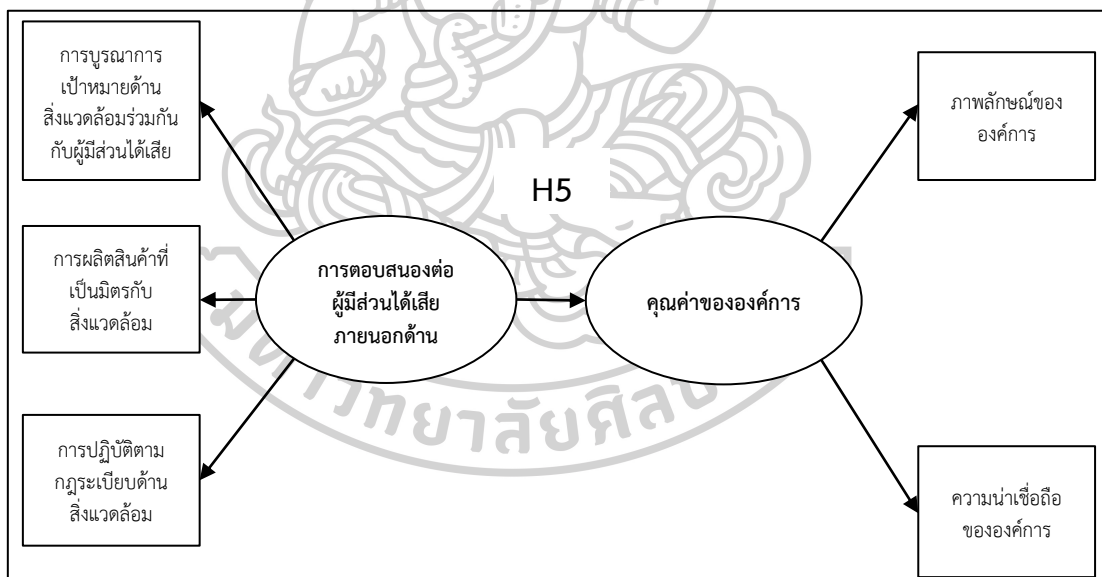 การบูรณาการ
เป้าหมายด้าน
สิ่งแวดล้อมร่วมกัน
กับผู้มีส่วนได้เสีย
การผลิตสินค้าที่
เป็นมิตรกับ
สิ่งแวดล้อม
การปฏิบัติตาม
กฎระเบียบด้าน
สิ่งแวดล้อม
H5
การตอบสนองต่อ
ผู้มีส่วนได้เสีย
ภายนอกด้าน
คุณค่าขององค์การ
ภาพลักษณ์ของ
องค์การ
ความน่าเชื่อถือ
ขององค์การ